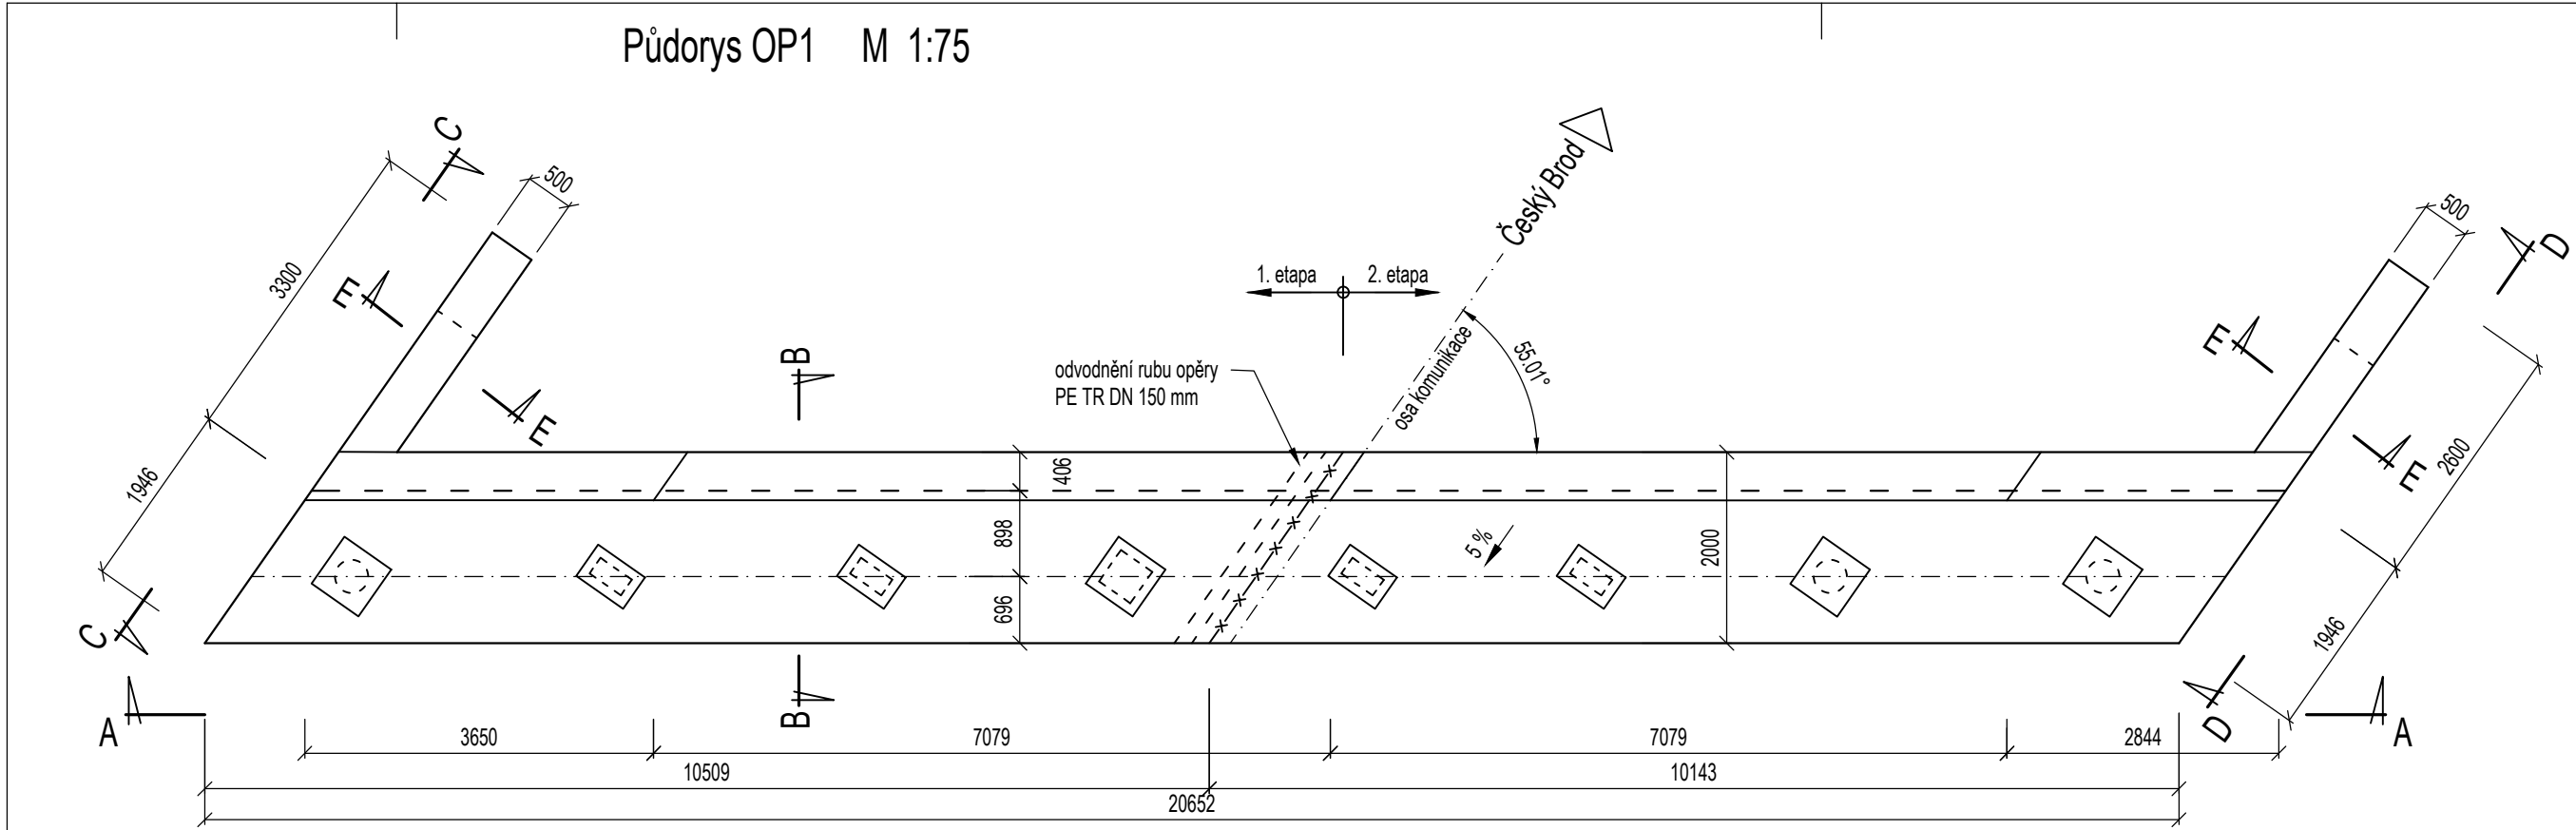 Půdorys OP1 M 1:75
C
500
3300
E
1946
E
C
B
B
odvodnění rubu opěry
PE TR DN 150 mm
1. etapa
2. etapa
Český Brod
osa komunikace
55.01°
406
898
696
5 %
2000
500
D
E
E
2600
1946
D
A
A
3650
7079
7079
2844
10509
10143
20652